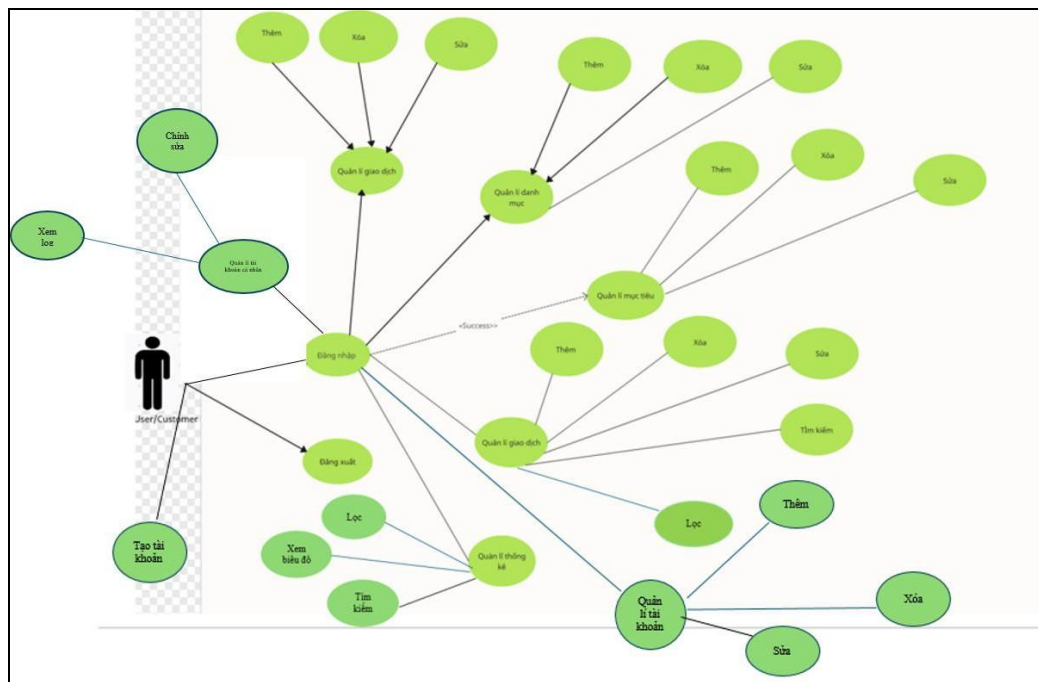 Thêm
Xóa
Sửa
Thêm
Xóa
Sửa
Chỉnh
sửa
Quản lí giao dịch
Quản lí danh
mục
Thêm
Xóa
Sửa
Xem
log
Quản lí tài
khoản cá nhân
Quản lí mục tiêu
<Success>>
Đăng nhập
Thêm
Xóa
Sửa
User/Customer
Quản lí giao dịch
Tằm kiếm
Đăng xuất
Lọc
Lọc
Thêm
Tạo tài
khoản
Xem
biểu đồ
Quản lí thống
kê
Tìm
kiếm
Quản
lí tài
khoản
Xóa
Sửa